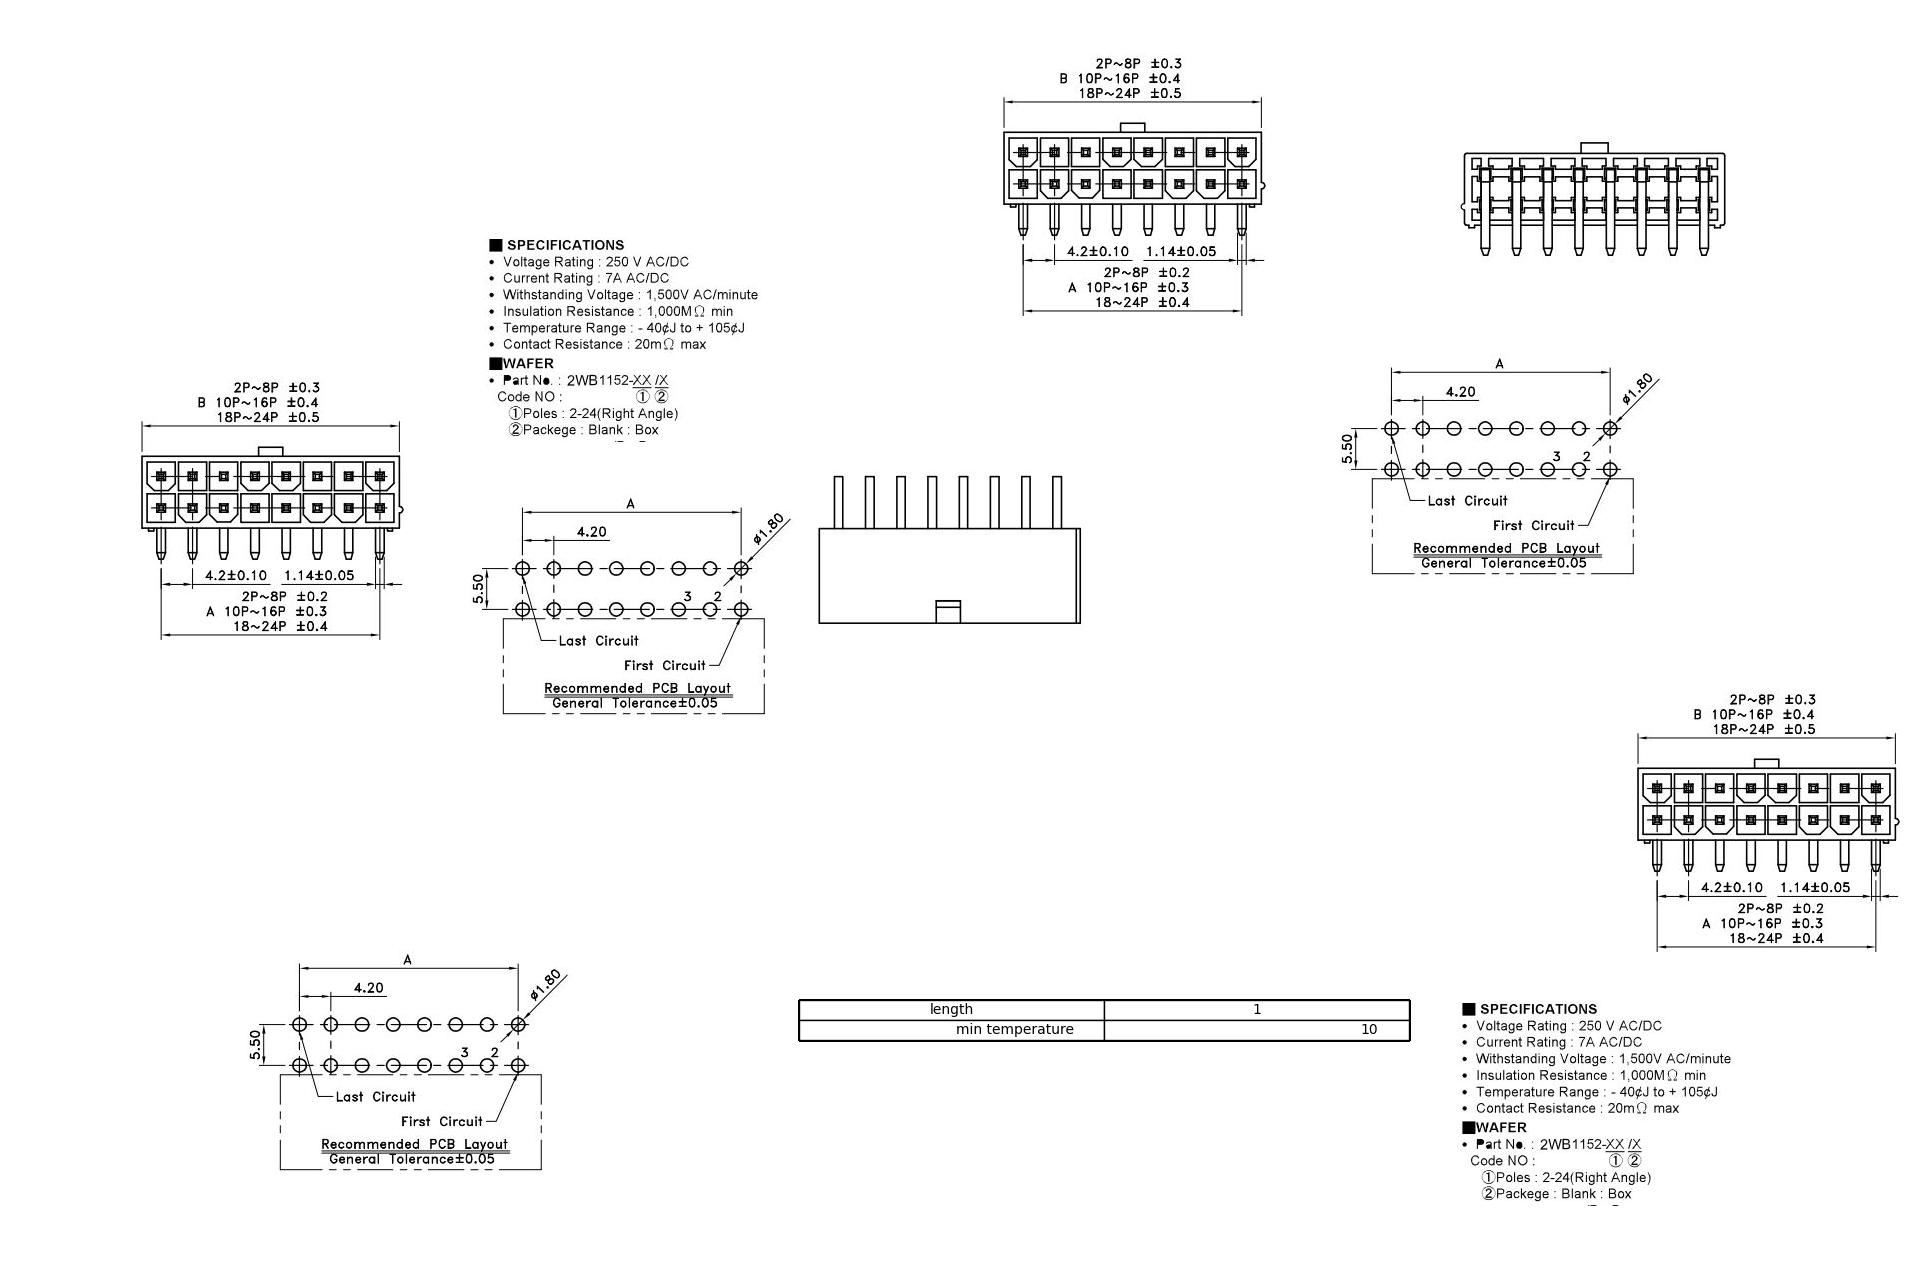 2P~8P ±0.3
B 10P~16P ±0.4
18P~24P ±0.5
4.2±0.10 1.14±0.05
2P~8P ±0.2
A 10P~16P ±0.3
18~24P ±0.4
■ SPECIFICATIONS
• Voltage Rating : 250 V AC/DC
• Current Rating : 7A AC/DC
• Withstanding Voltage : 1,500V AC/minute
• Insulation Resistance : 1,000MΩ min
• Temperature Range : - 40¢J to + 105¢J
• Contact Resistance : 20mΩ max
■WAFER
• Part No. : 2WB1152-XX /X
Code NO : ① ②
①Poles : 2-24(Right Angle)
②Packege : Blank : Box
A
4.20
ø1.80
5.50
3 2
Last Circuit
First Circuit
Recommended PCB Layout
General Tolerance±0.05
2P~8P ±0.3
B 10P~16P ±0.4
18P~24P ±0.5
4.2±0.10 1.14±0.05
2P~8P ±0.2
A 10P~16P ±0.3
18~24P ±0.4
A
4.20
ø1.80
5.50
3 2
Last Circuit
First Circuit
Recommended PCB Layout
General Tolerance±0.05
2P~8P ±0.3
B 10P~16P ±0.4
18P~24P ±0.5
4.2±0.10 1.14±0.05
2P~8P ±0.2
A 10P~16P ±0.3
18~24P ±0.4
A
4.20
ø1.80
5.50
3 2
Last Circuit
First Circuit
Recommended PCB Layout
General Tolerance±0.05
length 1
min temperature 10
■ SPECIFICATIONS
• Voltage Rating : 250 V AC/DC
• Current Rating : 7A AC/DC
• Withstanding Voltage : 1,500V AC/minute
• Insulation Resistance : 1,000MΩ min
• Temperature Range : - 40¢J to + 105¢J
• Contact Resistance : 20mΩ max
■WAFER
• Part No. : 2WB1152-XX /X
Code NO : ① ②
①Poles : 2-24(Right Angle)
②Packege : Blank : Box